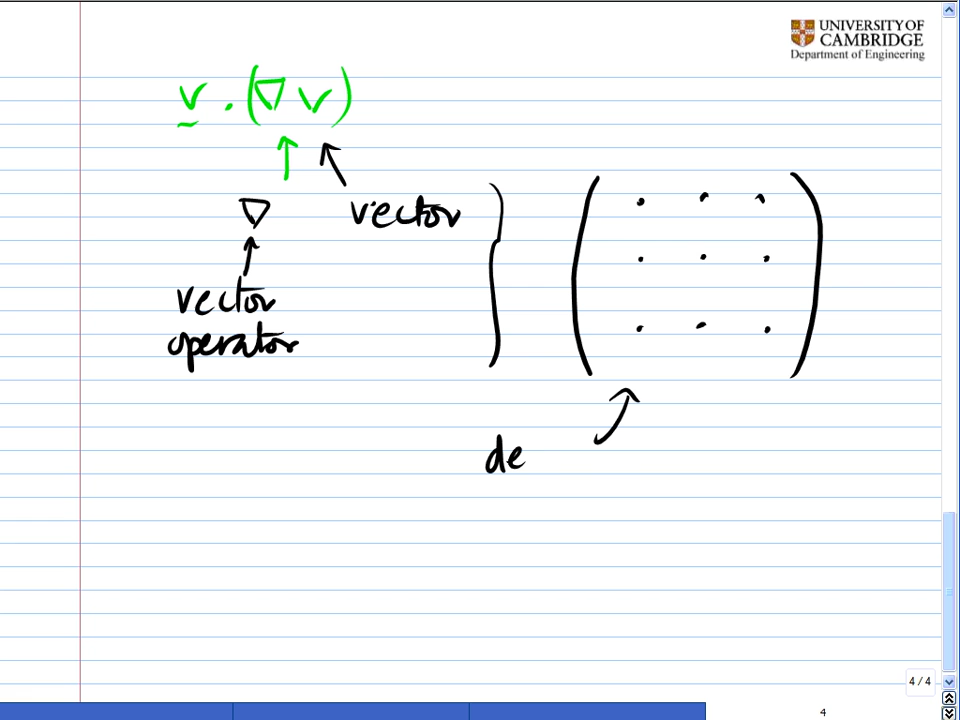 UNIVERSITY OF
CAMBRIDGE
Department of Engineering
v . (∇ v)
∇ vector
vector
operator
de
4 / 4
4